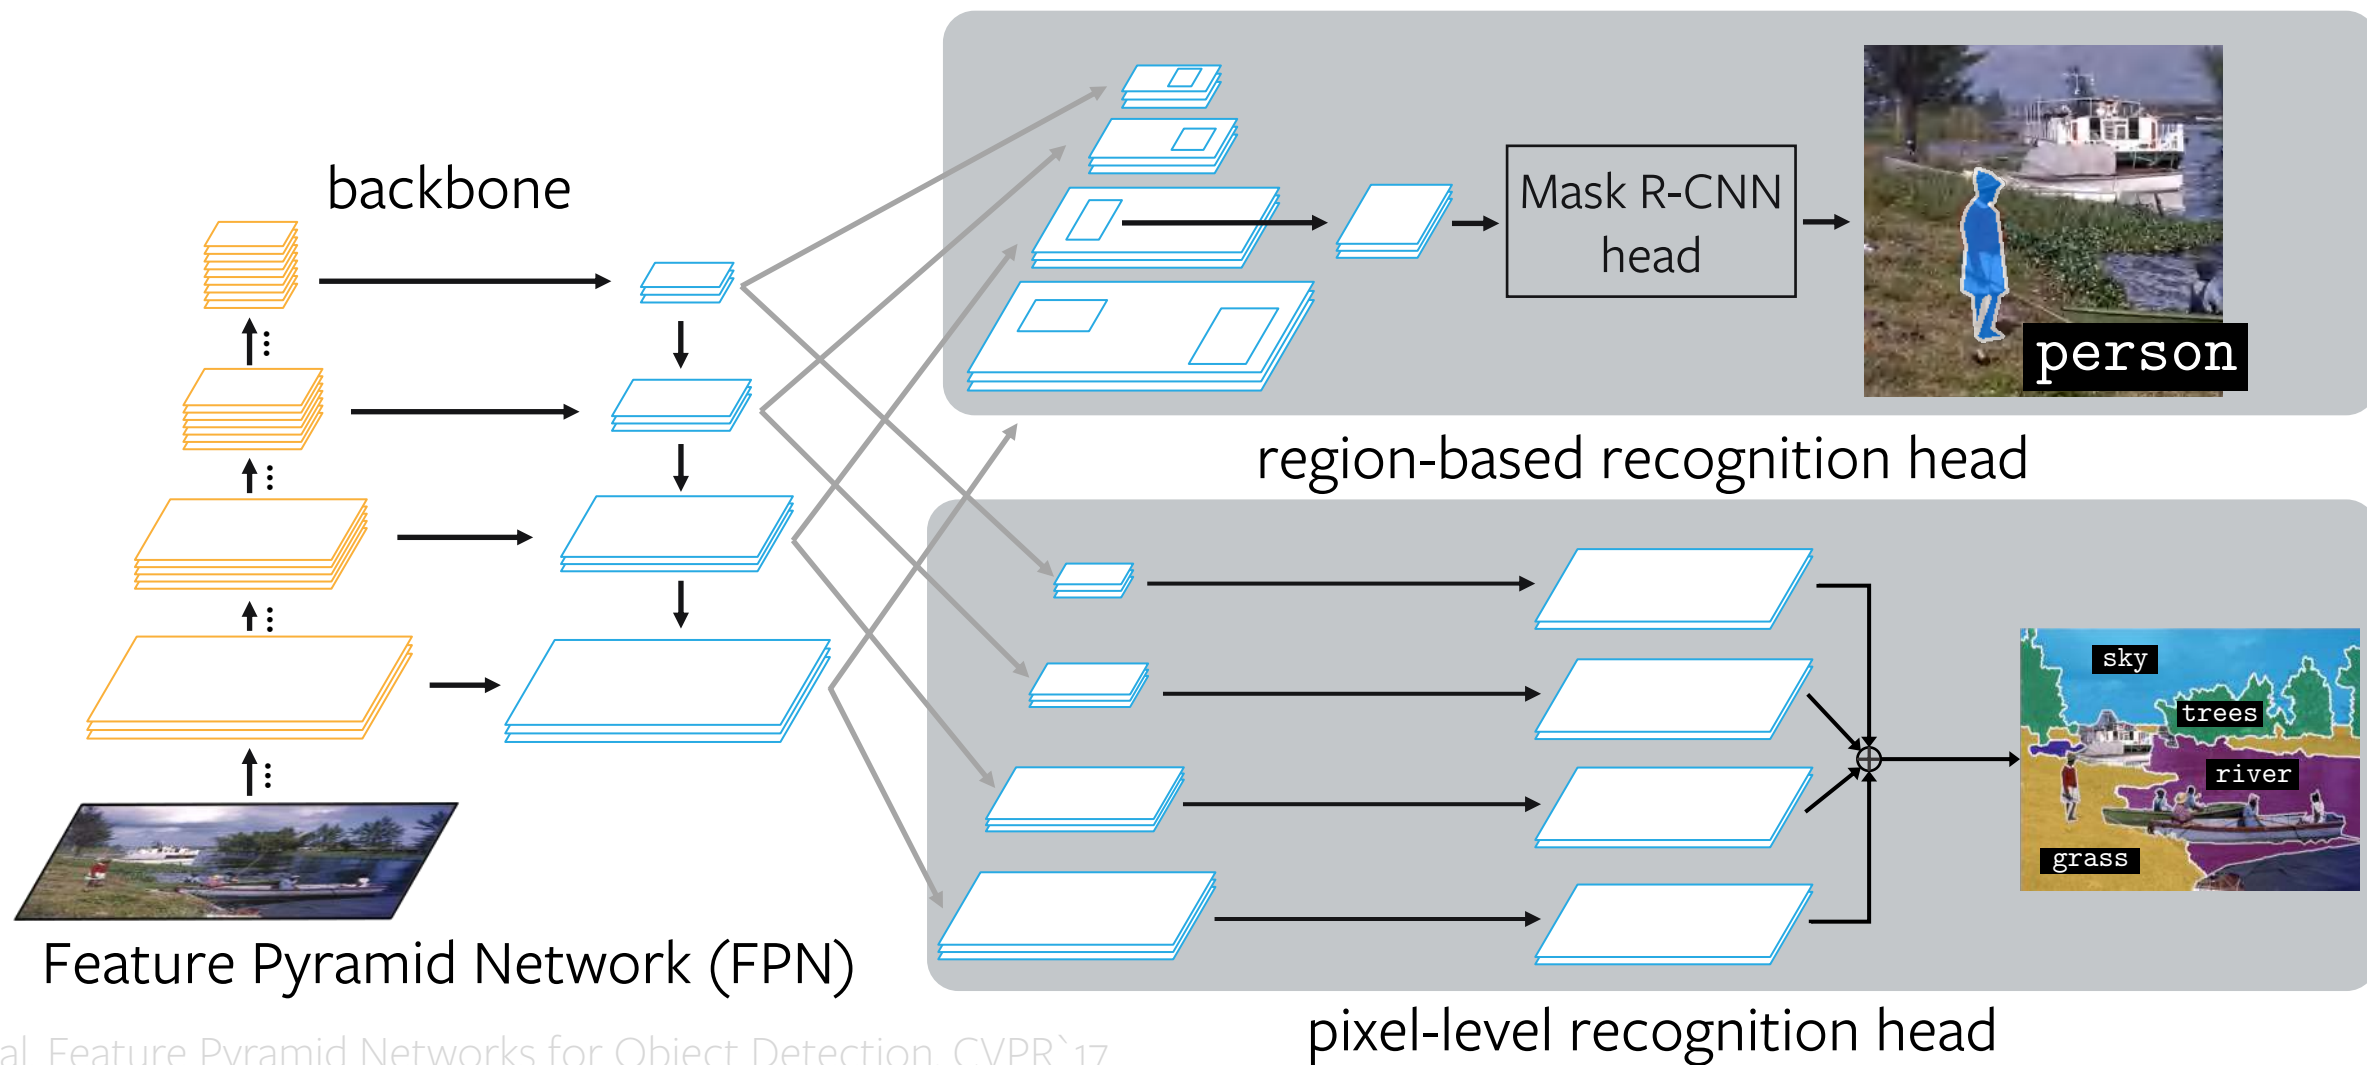 backbone
Mask R-CNN
head
person
region-based recognition head
sky
trees
river
grass
Feature Pyramid Network (FPN)
pixel-level recognition head
al. Feature Pyramid Networks for Object Detection. CVPR`17